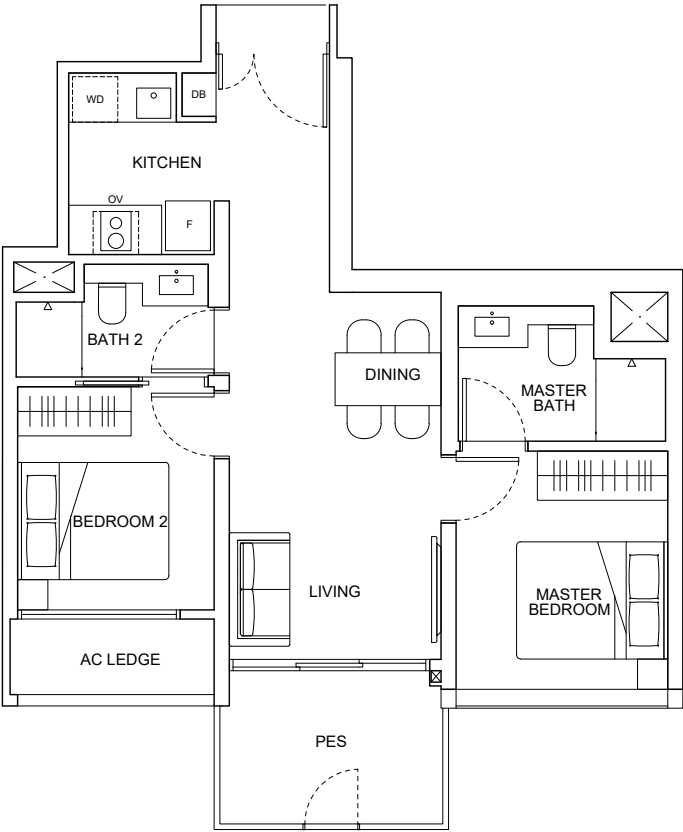 WD
DB
KITCHEN
OV
F
BATH 2
DINING
MASTER
BATH
BEDROOM 2
LIVING
MASTER
BEDROOM
AC LEDGE
PES